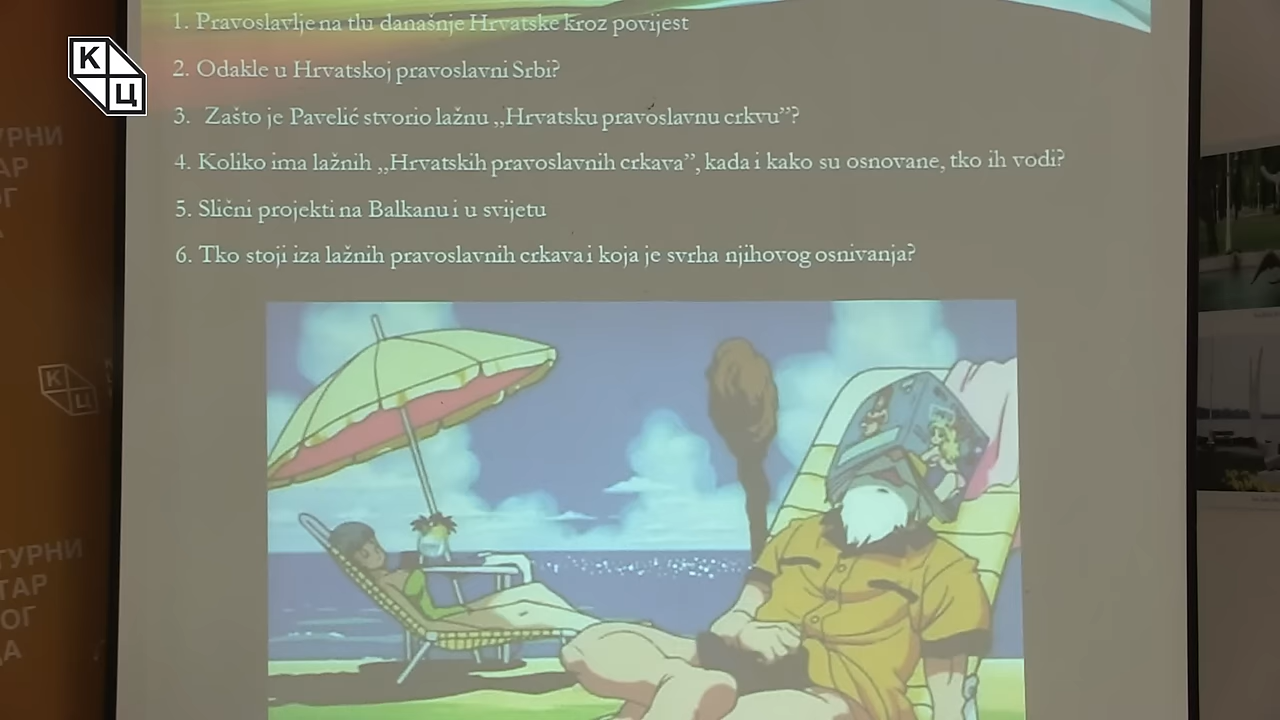 1. Pravoslavlje na tlu današnje Hrvatske kroz povijest
К
Ц
2. Odakle u Hrvatskoj pravoslavni Srbi?
3. Zašto je Pavelić stvorio lažnu „Hrvatsku pravoslavnu crkvu”?
4. Koliko ima lažnih „Hrvatskih pravoslavnih crkava”, kada i kako su osnovane, tko ih vodi?
5. Slični projekti na Balkanu i u svijetu
6. Tko stoji iza lažnih pravoslavnih crkava i koja je svrha njihovog osnivanja?
К
Ц